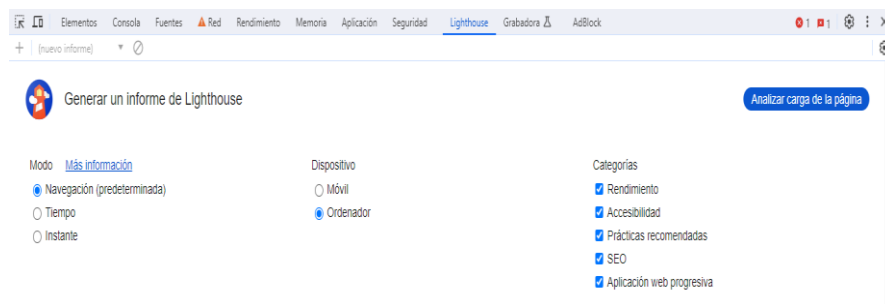 Elementos Consola Fuentes Red Rendimiento Memoria Aplicación Seguridad Lighthouse Grabadora AdBlock 1 1
(nuevo informe)
Generar un informe de Lighthouse Analizar carga de la página
Modo Más información Dispositivo Categorías
Navegación (predeterminada) Móvil Rendimiento
Tiempo Ordenador Accesibilidad
Instante Prácticas recomendadas
SEO
Aplicación web progresiva